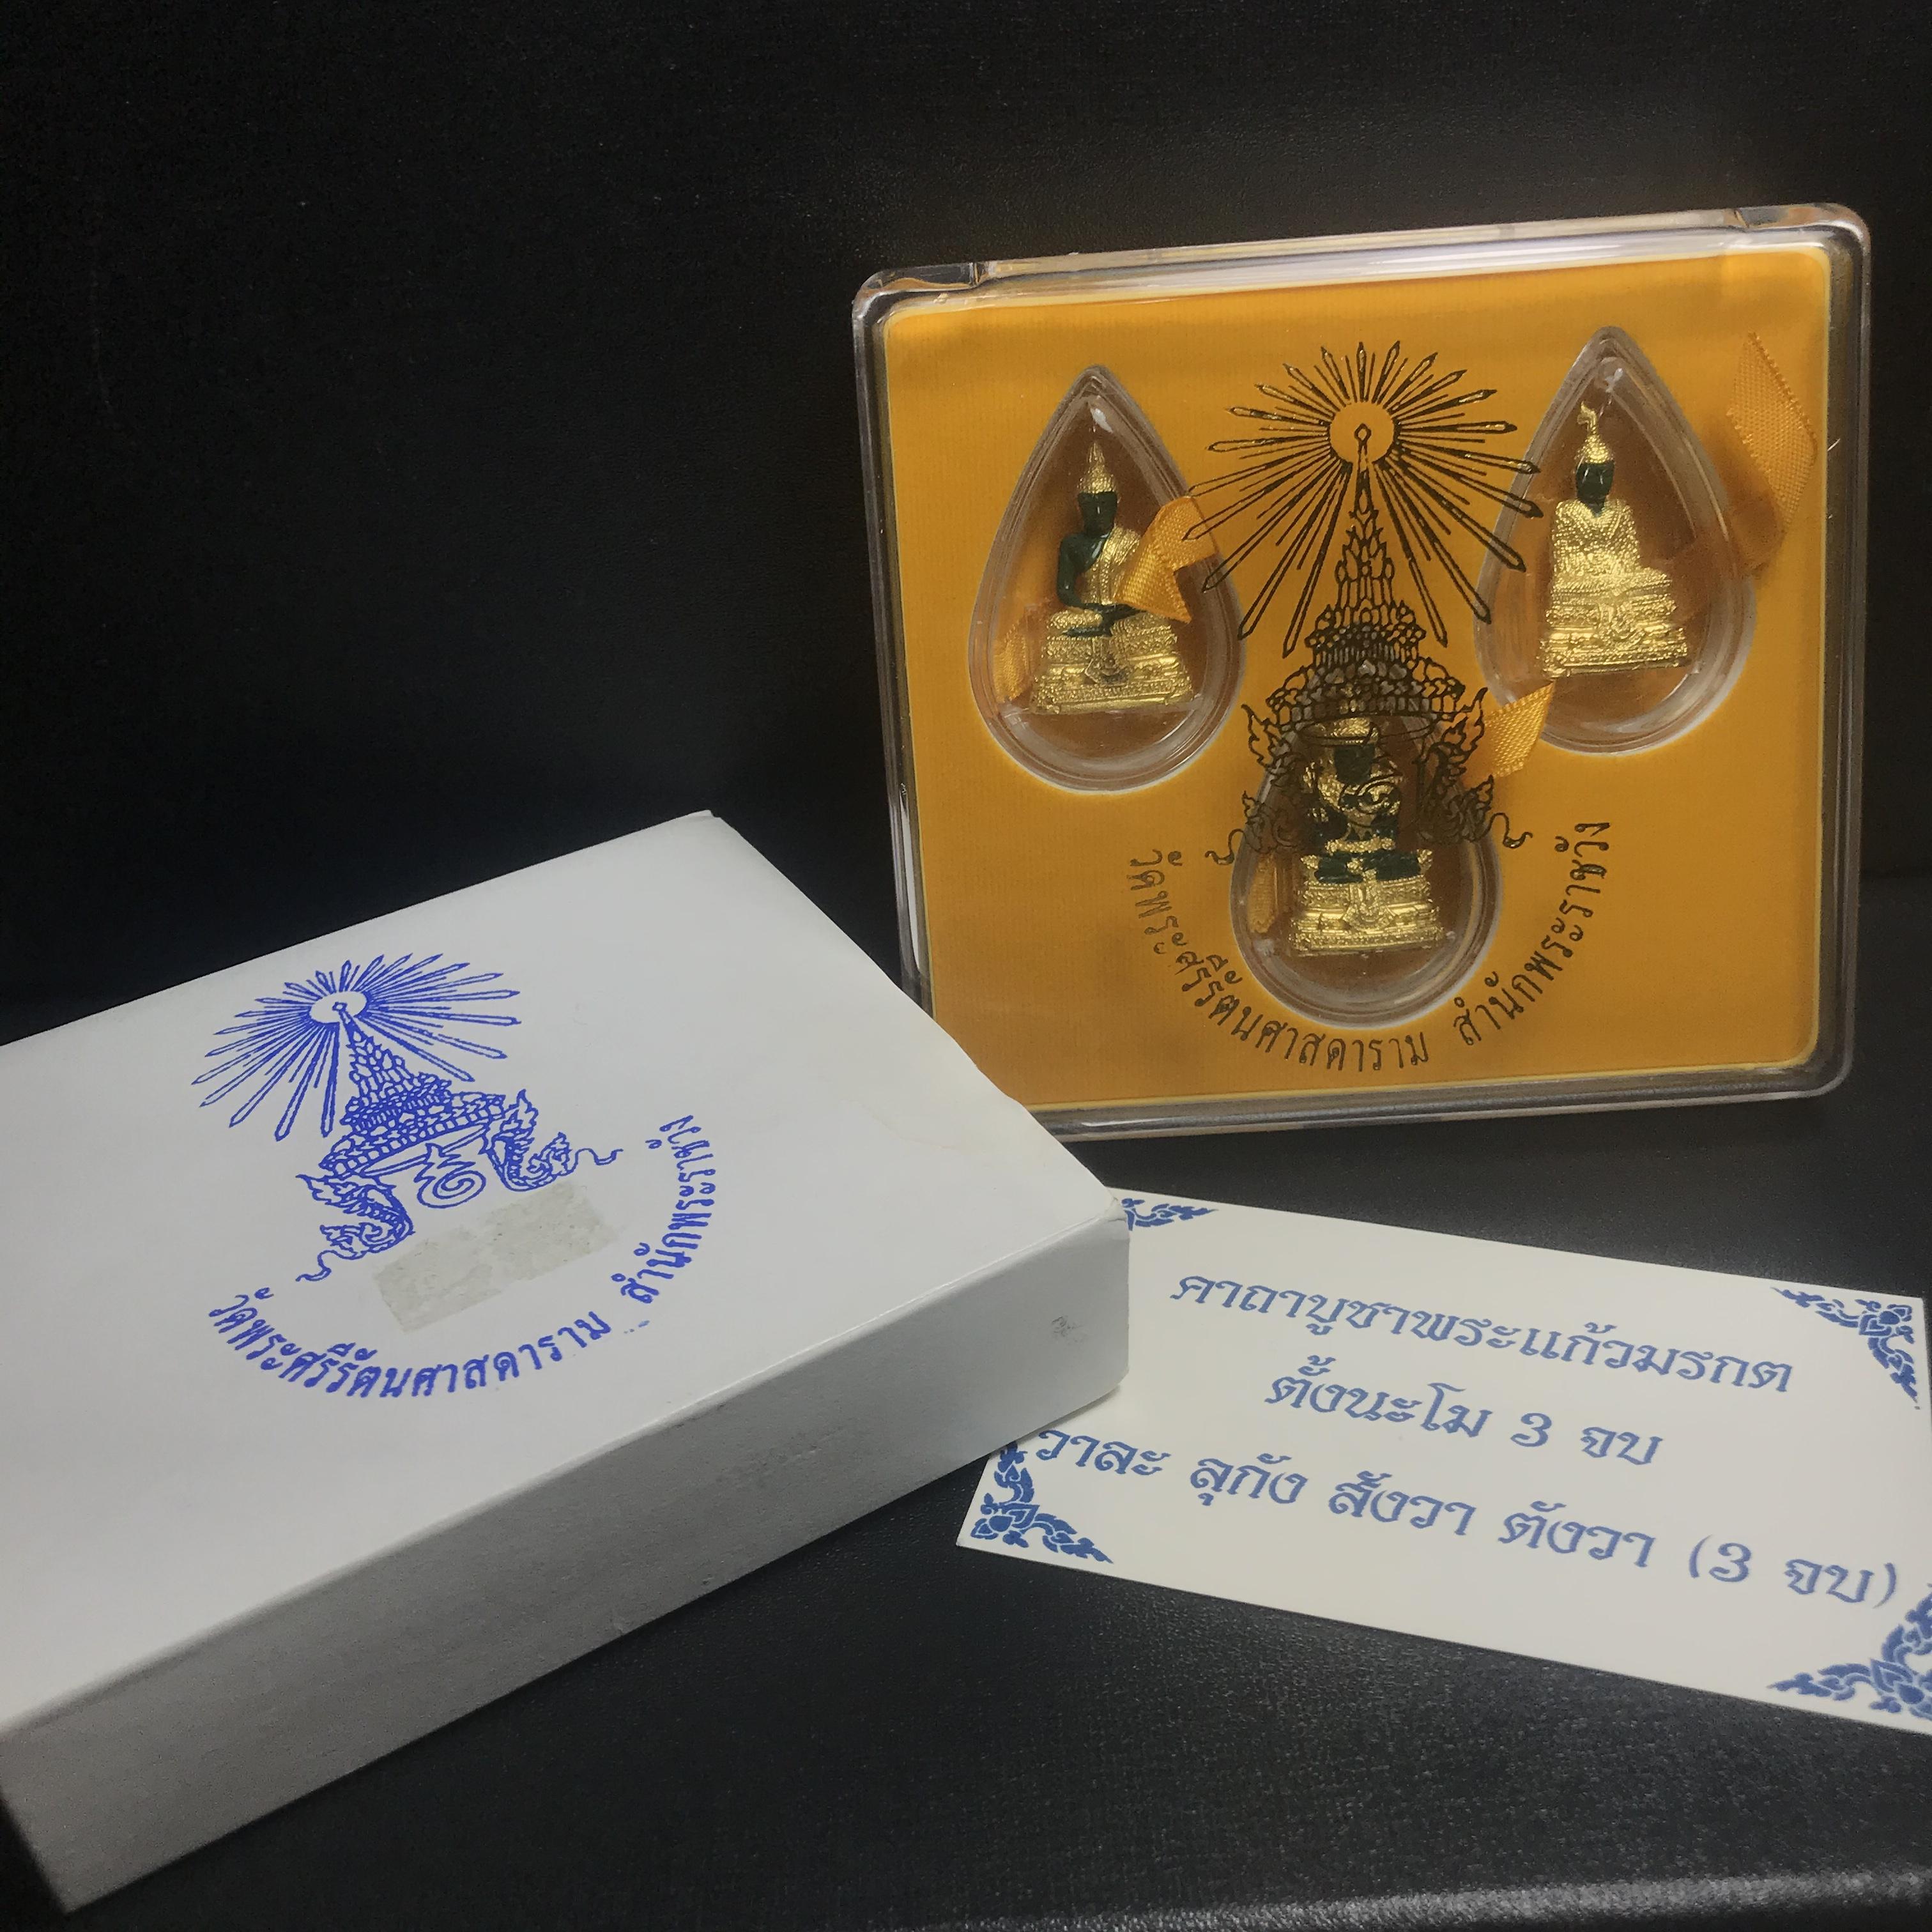 วัดพระศรีรัตนศาสดาราม สำนักพระราชวัง
วัดพระศรีรัตนศาสดาราม สำนักพระราชวัง
คาถาบูชาพระแก้วมรกต
ตั้งนะโม 3 จบ
วาละ ลุกัง สังวา ตังวา (3 จบ)